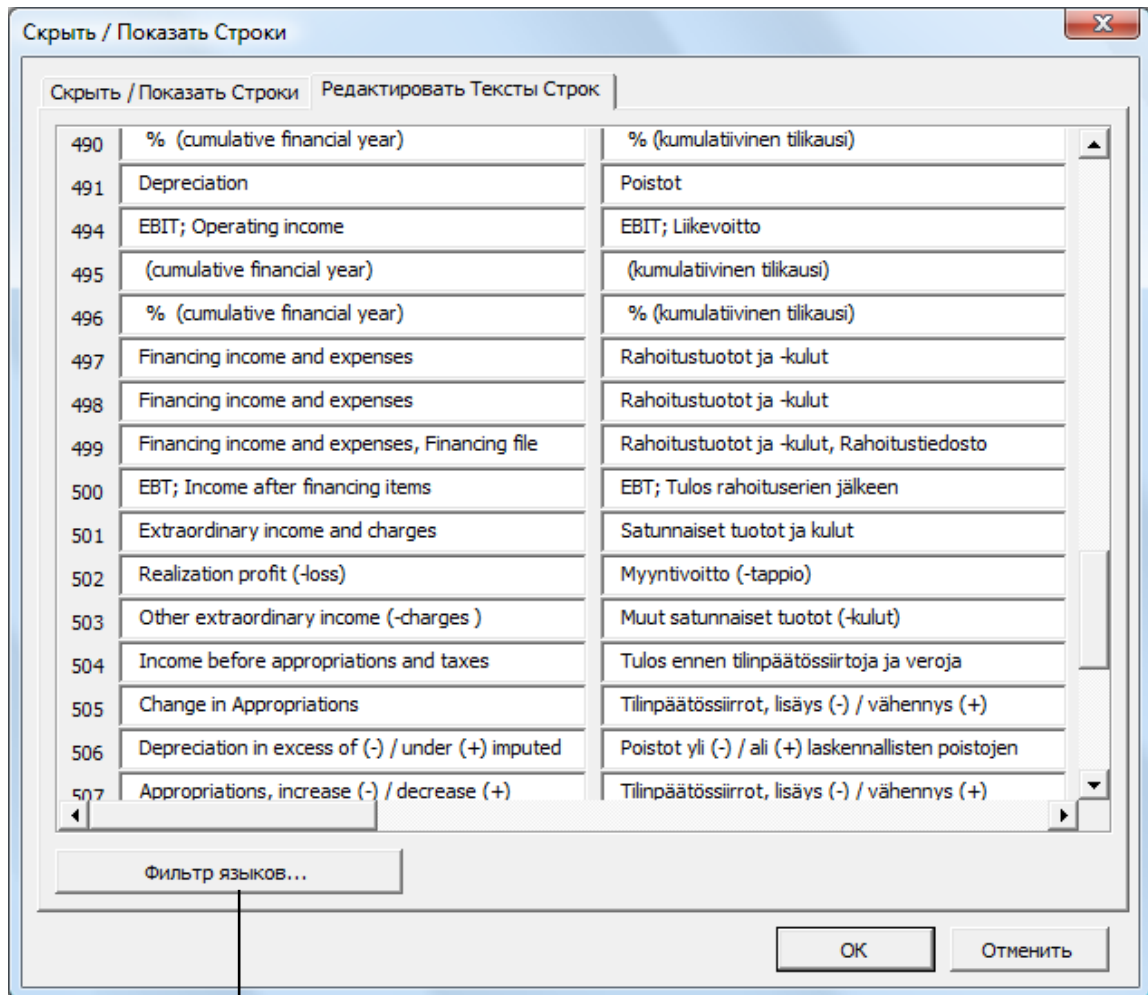 Скрыть / Показать Строки
Скрыть / Показать Строки Редактировать Тексты Строк
490 % (cumulative financial year) % (kumulatiivinen tilikausi)
491 Depreciation Poistot
494 EBIT; Operating income EBIT; Liikevoitto
495 (cumulative financial year) (kumulatiivinen tilikausi)
496 % (cumulative financial year) % (kumulatiivinen tilikausi)
497 Financing income and expenses Rahoitustuotot ja -kulut
498 Financing income and expenses Rahoitustuotot ja -kulut
499 Financing income and expenses, Financing file Rahoitustuotot ja -kulut, Rahoitustiedosto
500 EBT; Income after financing items EBT; Tulos rahoituserien jälkeen
501 Extraordinary income and charges Satunnaiset tuotot ja kulut
502 Realization profit (-loss) Myyntivoitto (-tappio)
503 Other extraordinary income (-charges ) Muut satunnaiset tuotot (-kulut)
504 Income before appropriations and taxes Tulos ennen tilinpäätössiirtoja ja veroja
505 Change in Appropriations Tilinpäätössiirrot, lisäys (-) / vähennys (+)
506 Depreciation in excess of (-) / under (+) imputed Poistot yli (-) / ali (+) laskennallisten poistojen
507 Appropriations, increase (-) / decrease (+) Tilinpäätössiirrot, lisäys (-) / vähennys (+)
Фильтр языков...
ОК Отменить